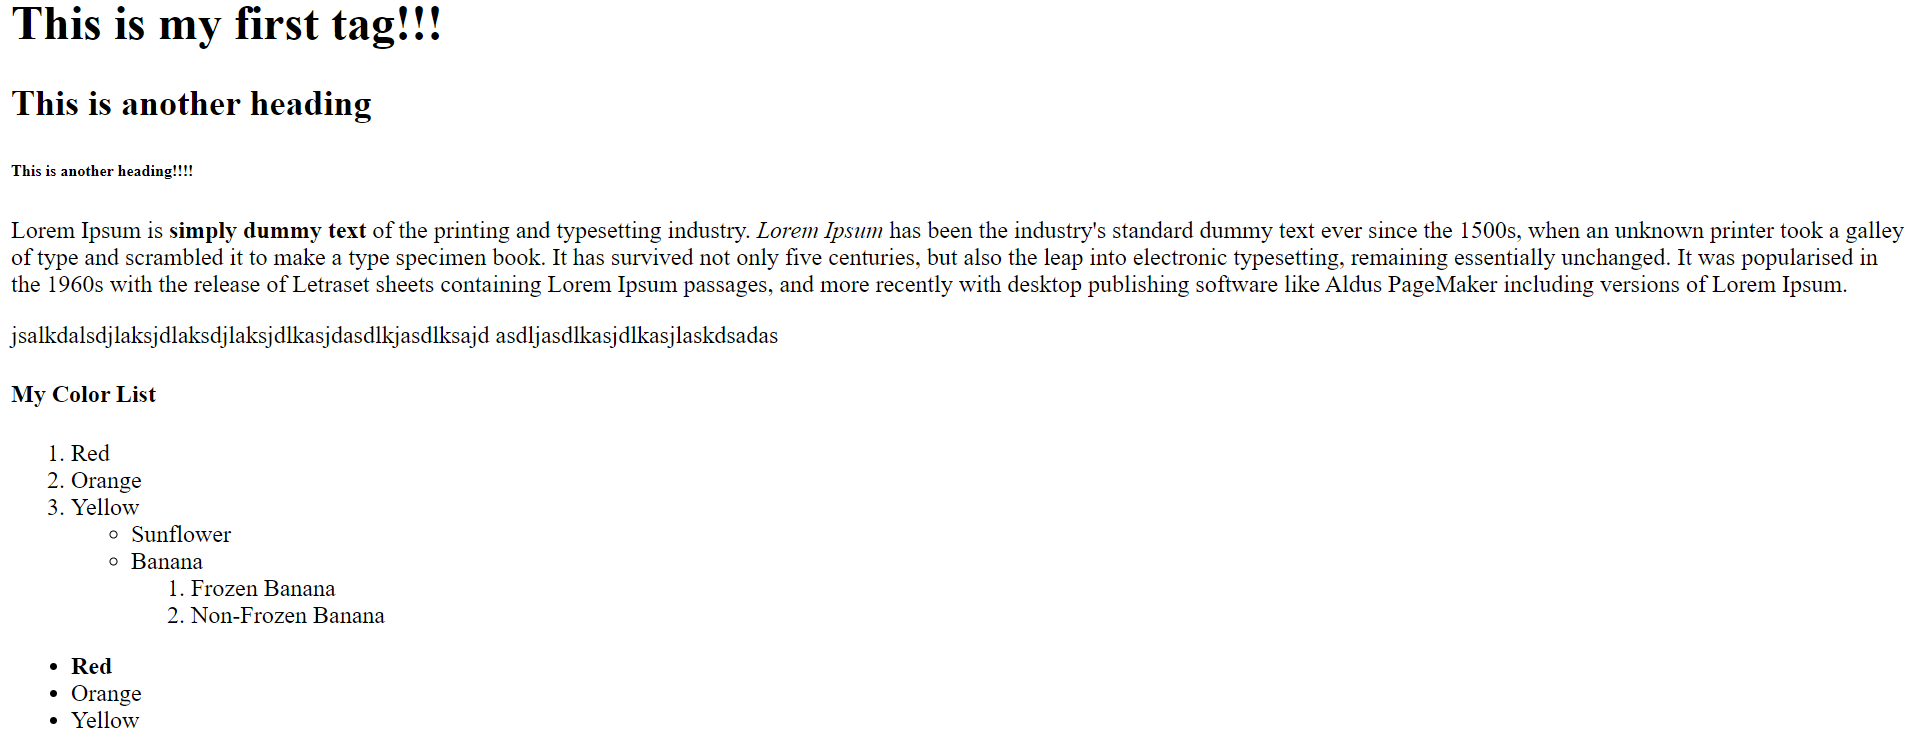 This is my first tag!!!
This is another heading
This is another heading!!!!
Lorem Ipsum is simply dummy text of the printing and typesetting industry. Lorem Ipsum has been the industry's standard dummy text ever since the 1500s, when an unknown printer took a galley
of type and scrambled it to make a type specimen book. It has survived not only five centuries, but also the leap into electronic typesetting, remaining essentially unchanged. It was popularised in
the 1960s with the release of Letraset sheets containing Lorem Ipsum passages, and more recently with desktop publishing software like Aldus PageMaker including versions of Lorem Ipsum.
jsalkdalsdjlaksjdlaksdjlaksjdlkasjdasdlkjasdlksajd asdljasdlkasjdlkasjlaskdsadas
My Color List
1. Red
2. Orange
3. Yellow
Sunflower
Banana
1. Frozen Banana
2. Non-Frozen Banana
Red
Orange
Yellow